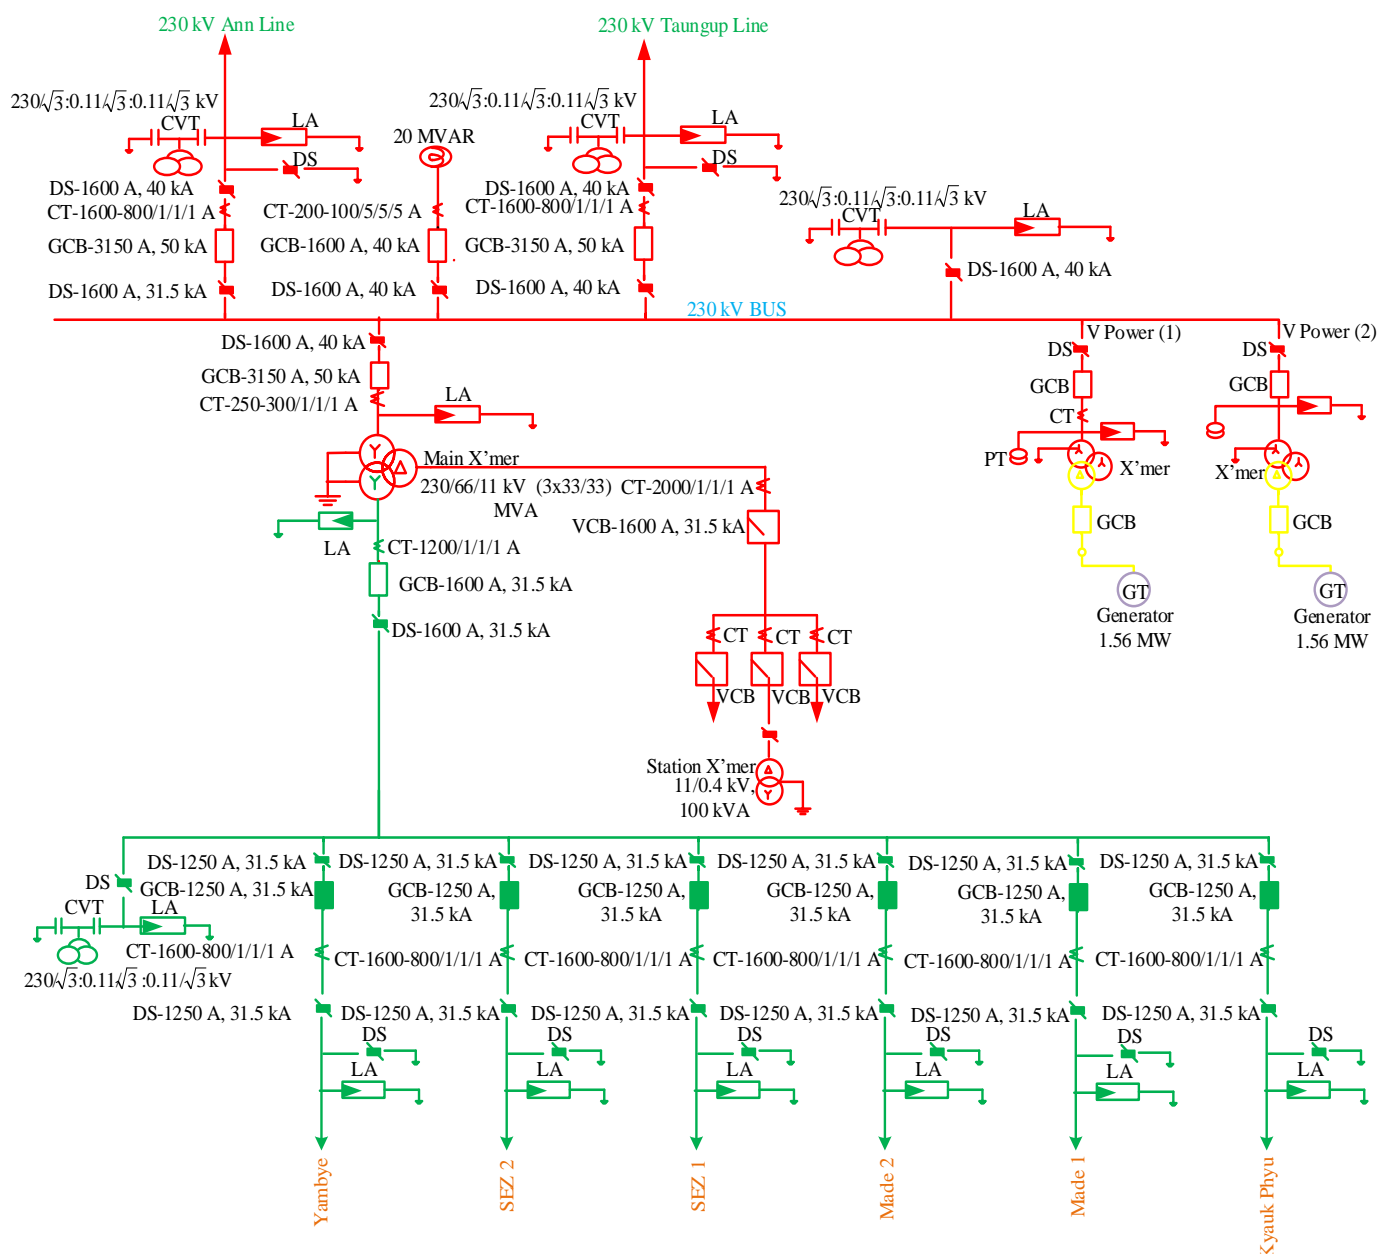 230 kV Ann Line
230 kV Taungup Line
230/√3:0.11/√3:0.11/√3 kV
CVT
LA
DS
DS-1600 A, 40 kA
CT-1600-800/1/1/1 A
GCB-3150 A, 50 kA
DS-1600 A, 31.5 kA
20 MVAR
CT-200-100/5/5/5 A
GCB-1600 A, 40 kA
DS-1600 A, 40 kA
230/√3:0.11/√3:0.11/√3 kV
CVT
LA
DS
DS-1600 A, 40 kA
CT-1600-800/1/1/1 A
GCB-3150 A, 50 kA
DS-1600 A, 40 kA
230/√3:0.11/√3:0.11/√3 kV
CVT
LA
DS-1600 A, 40 kA
230 kV BUS
DS-1600 A, 40 kA
GCB-3150 A, 50 kA
CT-250-300/1/1/1 A
LA
Main X'mer
230/66/11 kV (3x33/33)
MVA
LA
CT-1200/1/1/1 A
GCB-1600 A, 31.5 kA
DS-1600 A, 31.5 kA
CT-2000/1/1/1 A
VCB-1600 A, 31.5 kA
CT
CT
CT
VCB
VCB
VCB
Station X'mer
11/0.4 kV,
100 kVA
V Power (1)
DS
GCB
CT
PT
X'mer
GCB
GT
Generator
1.56 MW
V Power (2)
DS
GCB
X'mer
GCB
GT
Generator
1.56 MW
DS
CVT
LA
230/√3:0.11/√3 :0.11/√3 kV
DS-1250 A, 31.5 kA
GCB-1250 A, 31.5 kA
CT-1600-800/1/1/1 A
DS-1250 A, 31.5 kA
DS
LA
Yambye
DS-1250 A, 31.5 kA
GCB-1250 A,
31.5 kA
CT-1600-800/1/1/1 A
DS-1250 A, 31.5 kA
DS
LA
SEZ 2
DS-1250 A, 31.5 kA
GCB-1250 A,
31.5 kA
CT-1600-800/1/1/1 A
DS-1250 A, 31.5 kA
DS
LA
SEZ 1
DS-1250 A, 31.5 kA
GCB-1250 A,
31.5 kA
CT-1600-800/1/1/1 A
DS-1250 A, 31.5 kA
DS
LA
Made 2
DS-1250 A, 31.5 kA
GCB-1250 A,
31.5 kA
CT-1600-800/1/1/1 A
DS-1250 A, 31.5 kA
DS
LA
Made 1
DS-1250 A, 31.5 kA
GCB-1250 A,
31.5 kA
CT-1600-800/1/1/1 A
DS-1250 A, 31.5 kA
DS
LA
Kyauk Phyu